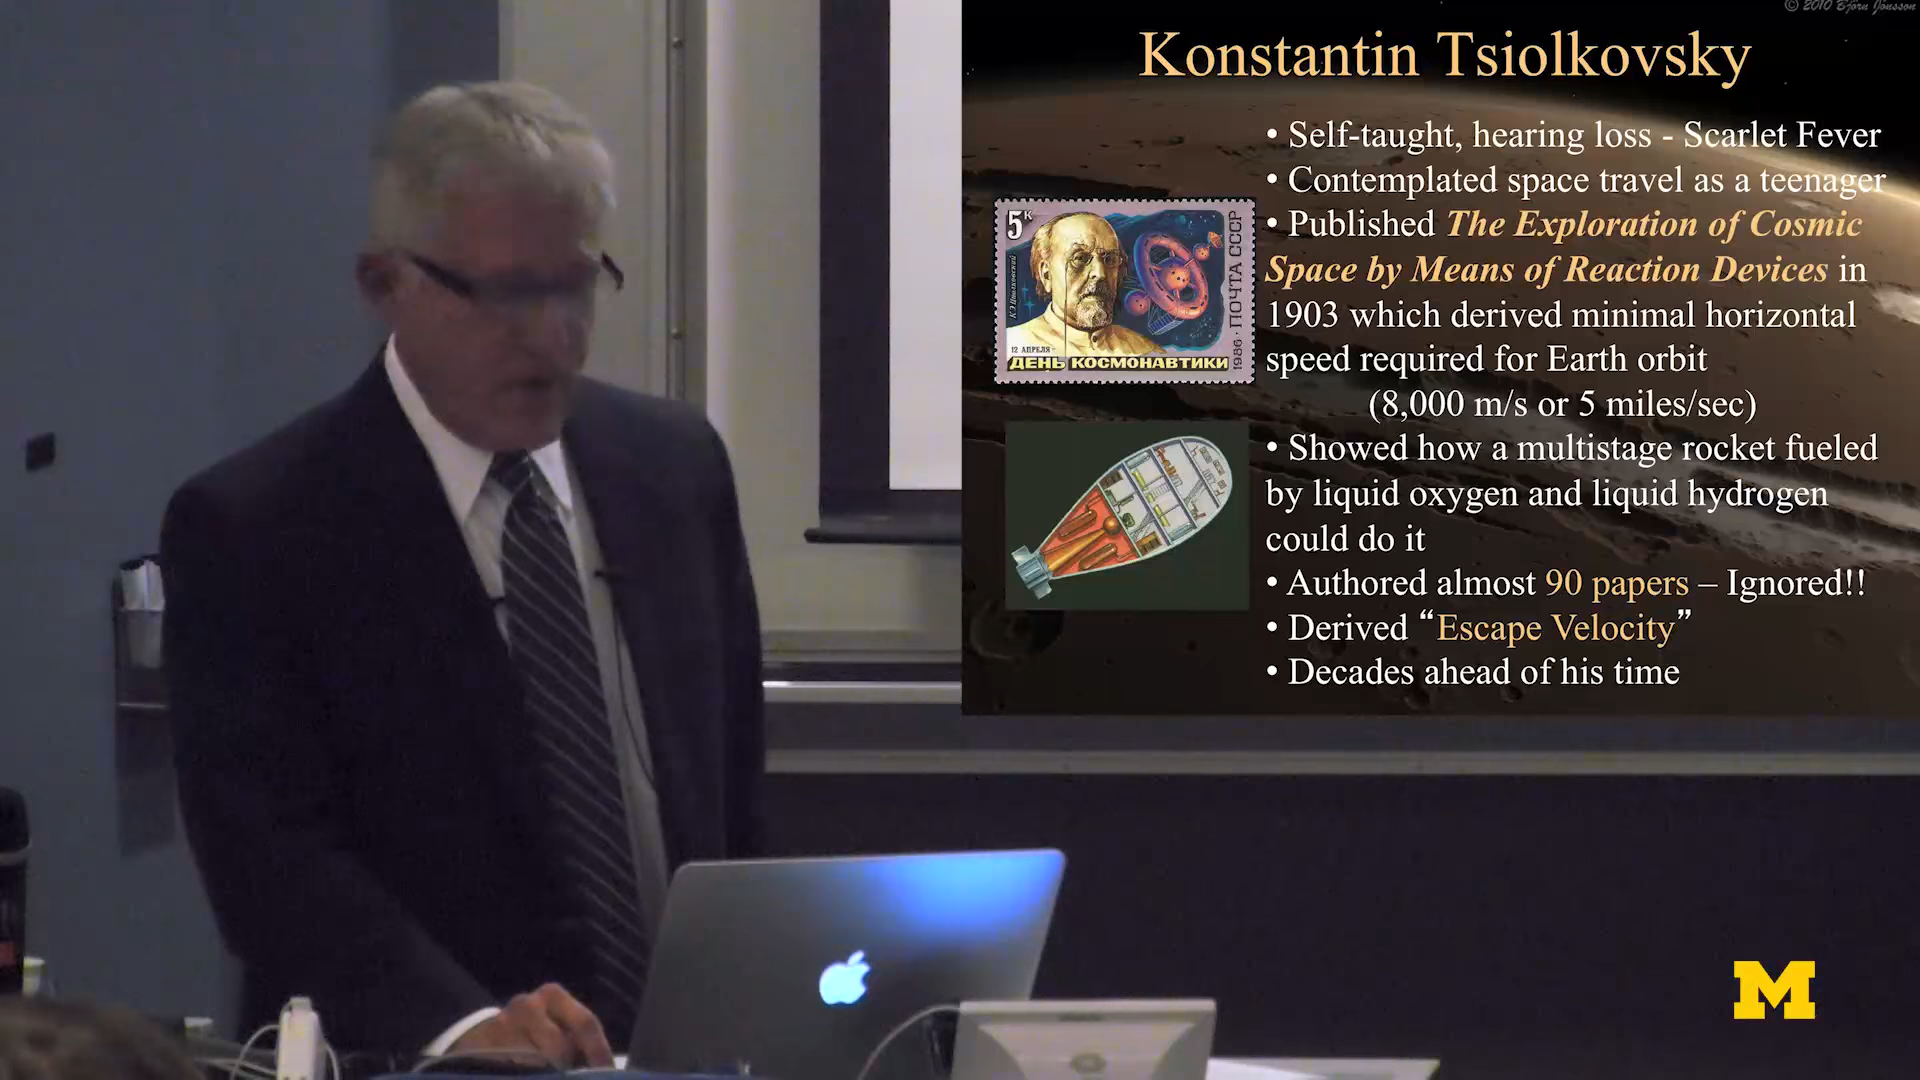 © 2010 Björn Jónsson
Konstantin Tsiolkovsky
• Self-taught, hearing loss - Scarlet Fever
• Contemplated space travel as a teenager
• Published The Exploration of Cosmic
Space by Means of Reaction Devices in
1903 which derived minimal horizontal
speed required for Earth orbit
(8,000 m/s or 5 miles/sec)
• Showed how a multistage rocket fueled
by liquid oxygen and liquid hydrogen
could do it
• Authored almost 90 papers – Ignored!!
• Derived “Escape Velocity”
• Decades ahead of his time
5к
К.Э.Циолковский
12 АПРЕЛЯ-
ДЕНЬ КОСМОНАВТИКИ
1986 · ПОЧТА СССР
M